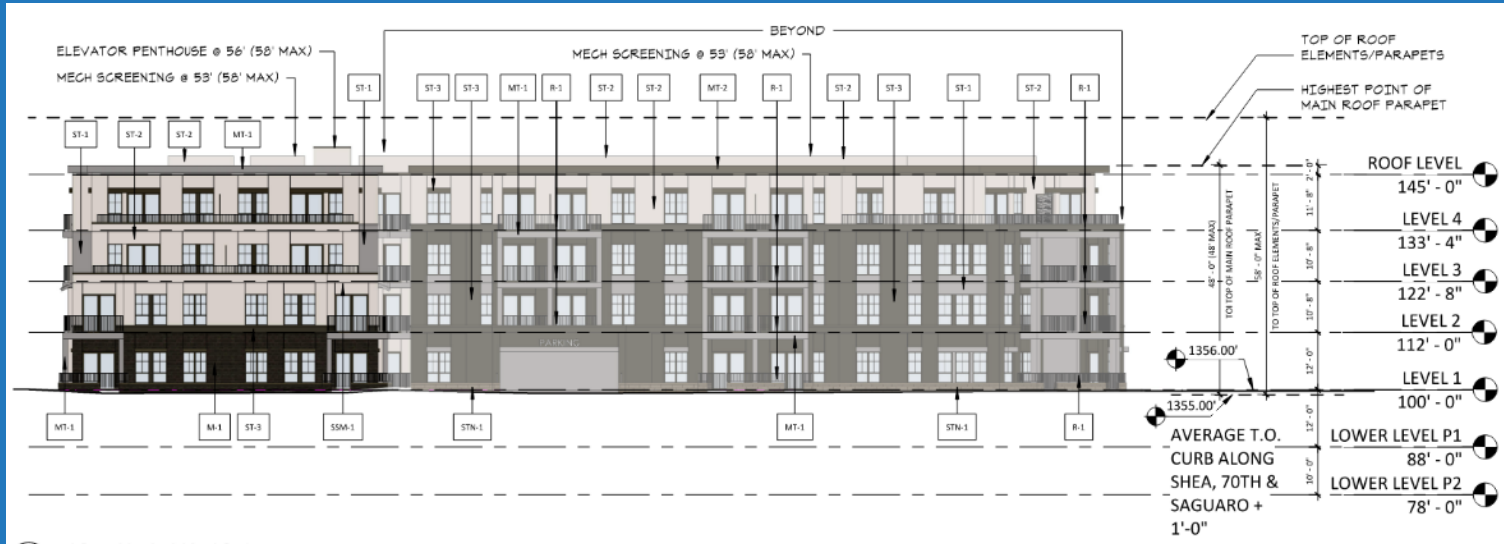 BEYOND
ELEVATOR PENTHOUSE @ 56' (58' MAX)
MECH SCREENING @ 53' (58' MAX)
MECH SCREENING @ 53' (58' MAX)
TOP OF ROOF
ELEMENTS/PARAPETS
HIGHEST POINT OF
MAIN ROOF PARAPET
ST-1
ST-3
ST-3
MT-1
R-1
ST-2
ST-2
MT-2
R-1
ST-2
ST-3
ST-1
ST-2
R-1
ST-1
ST-2
ST-2
MT-1
ROOF LEVEL
145' - 0"
LEVEL 4
133' - 4"
LEVEL 3
122' - 8"
LEVEL 2
112' - 0"
LEVEL 1
100' - 0"
LOWER LEVEL P1
88' - 0"
LOWER LEVEL P2
78' - 0"
2' - 0"
11' - 8"
10' - 8"
10' - 8"
12' - 0"
12' - 0"
10' - 0"
48' - 0" (48' MAX)
TO TOP OF MAIN ROOF PARAPET
58' - 0" MAX
TO TOP OF ROOF ELEMENTS/PARAPET
PARKING
1356.00'
1355.00'
AVERAGE T.O.
CURB ALONG
SHEA, 70TH &
SAGUARO +
1'-0"
MT-1
M-1
ST-3
SSM-1
STN-1
MT-1
STN-1
R-1